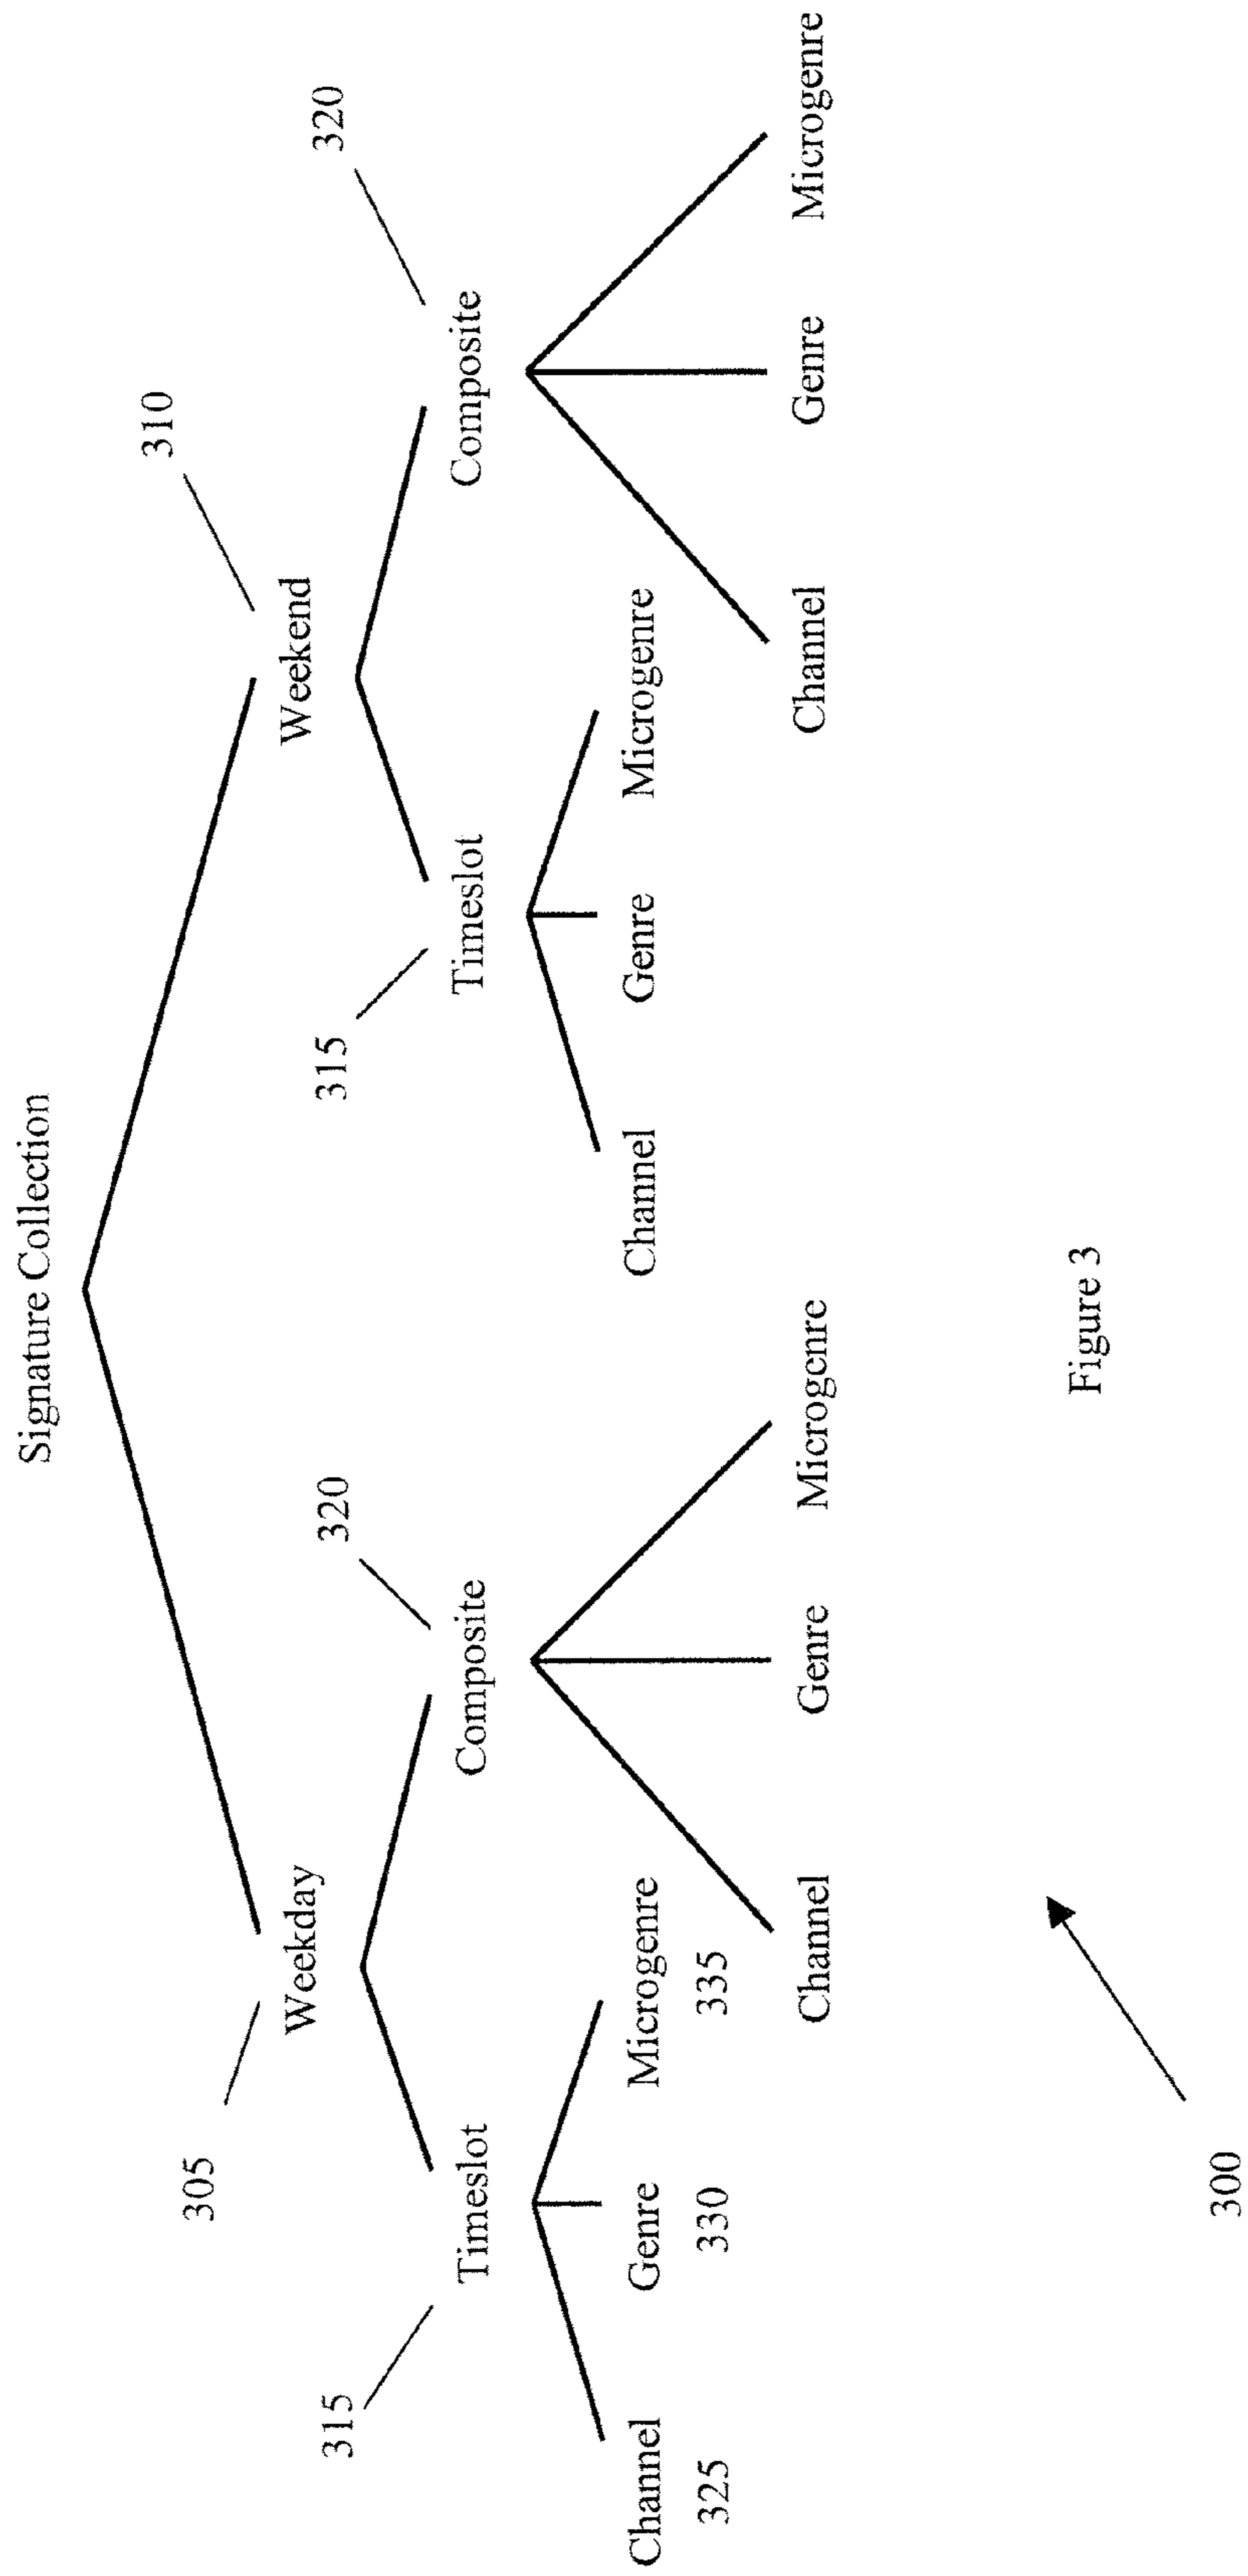 Signature Collection
305
Weekday
310
Weekend
315
Timeslot
320
Composite
315
Timeslot
320
Composite
Channel
325
Genre
330
Microgenre
335
Channel
Genre
Microgenre
Channel
Genre
Microgenre
Channel
Genre
Microgenre
300
Figure 3